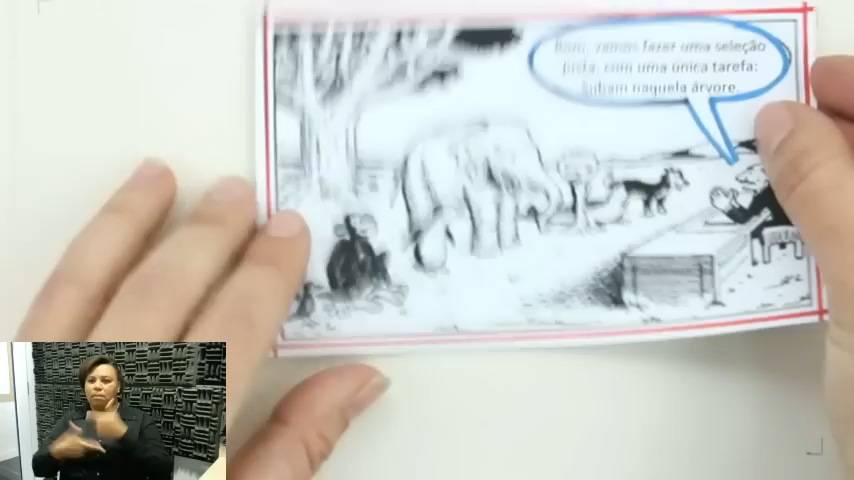 Bom, vamos fazer uma seleção
justa, com uma única tarefa:
Subam naquela árvore.